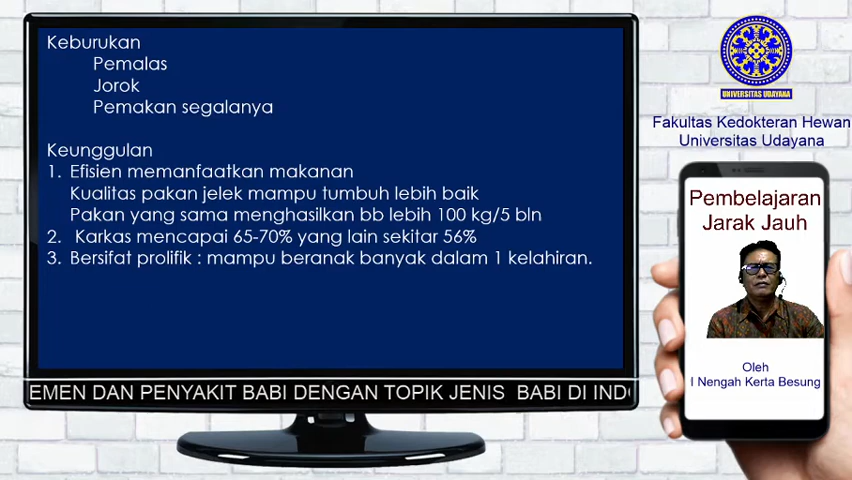 Keburukan
Pemalas
Jorok
Pemakan segalanya
Keunggulan
1. Efisien memanfaatkan makanan
Kualitas pakan jelek mampu tumbuh lebih baik
Pakan yang sama menghasilkan bb lebih 100 kg/5 bln
2. Karkas mencapai 65-70% yang lain sekitar 56%
3. Bersifat prolifik : mampu beranak banyak dalam 1 kelahiran.
EMEN DAN PENYAKIT BABI DENGAN TOPIK JENIS BABI DI INDO
UNIVERSITAS UDAYANA
Fakultas Kedokteran Hewan
Universitas Udayana
Pembelajaran
Jarak Jauh
Oleh
I Nengah Kerta Besung